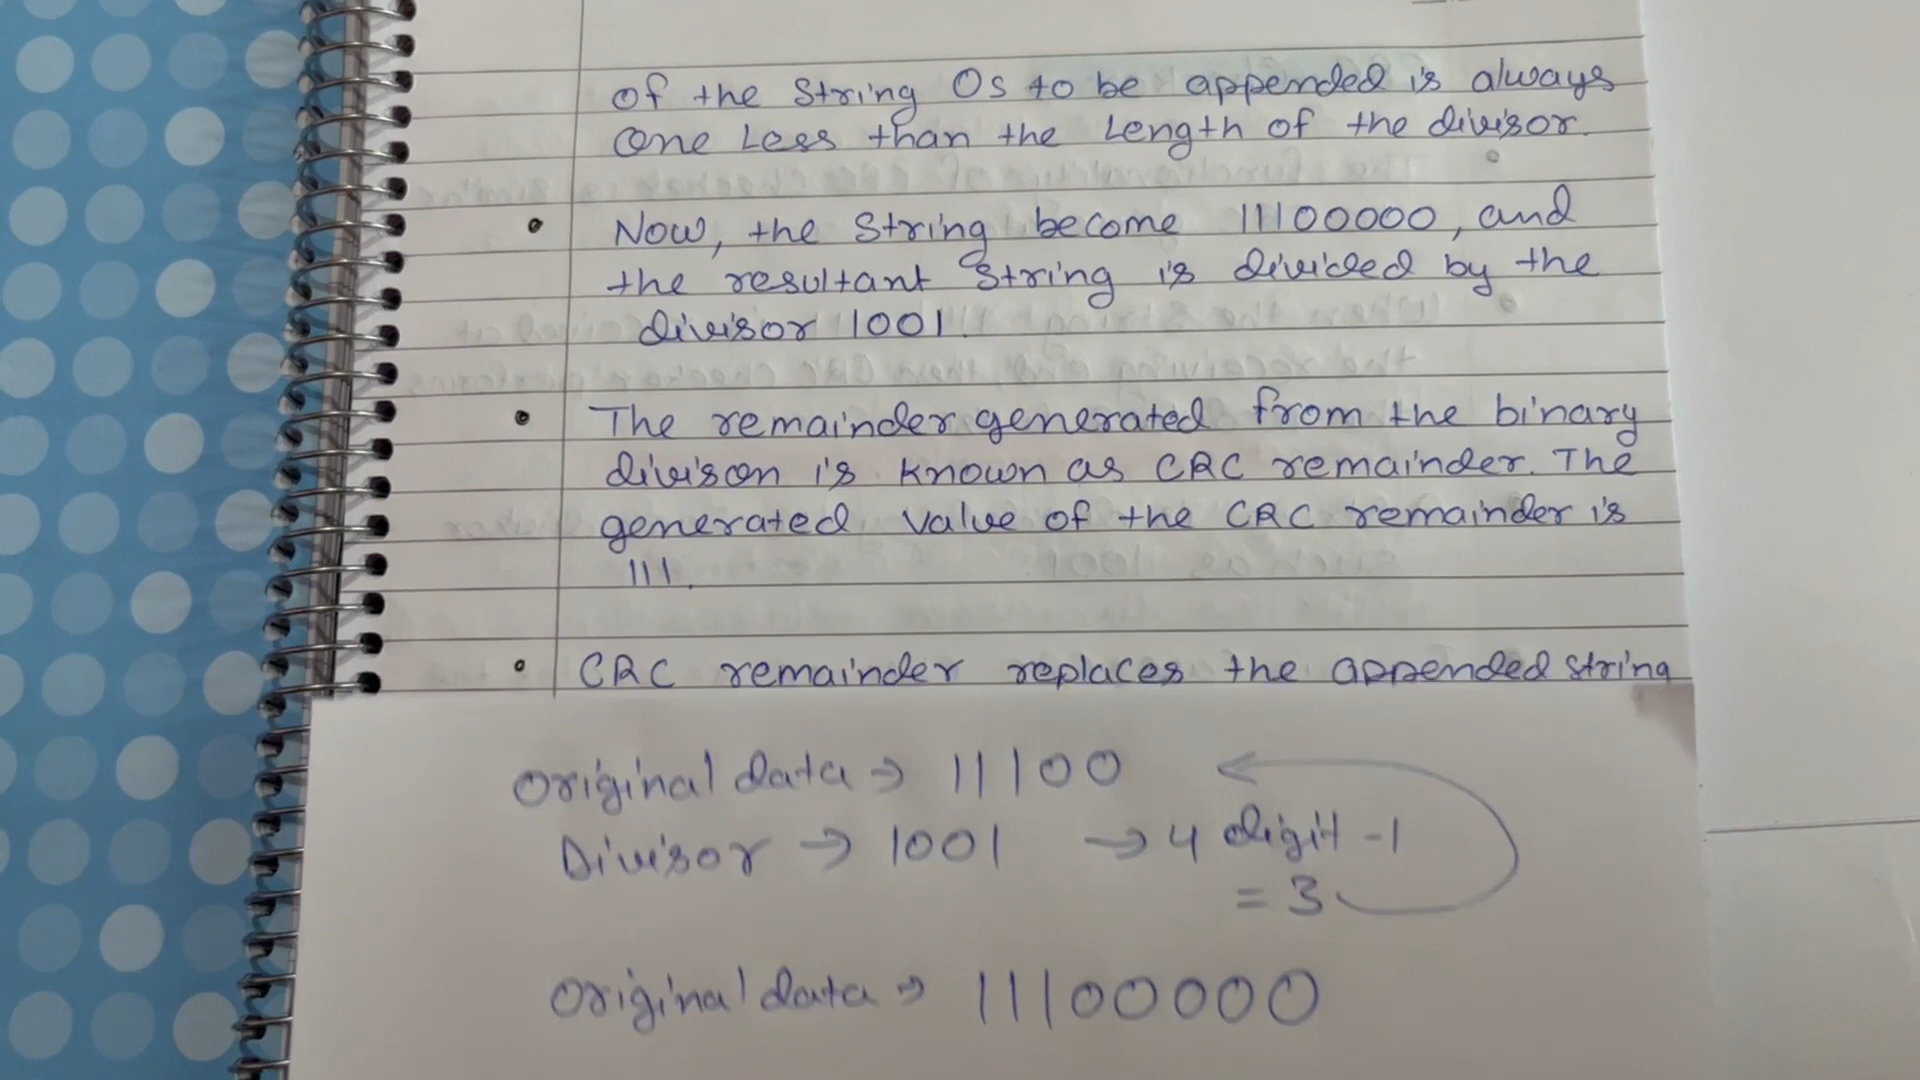 of the string Os to be appended is always
one less than the length of the divisor.
Now, the string become 11100000, and
the resultant string is divided by the
divisor 1001.
The remainder generated from the binary
divison is known as CRC remainder. The
generated value of the CRC remainder is
111.
CRC remainder replaces the appended string
original data → 11100
Divisor → 1001 → 4 digit -1
= 3
original data → 11100000